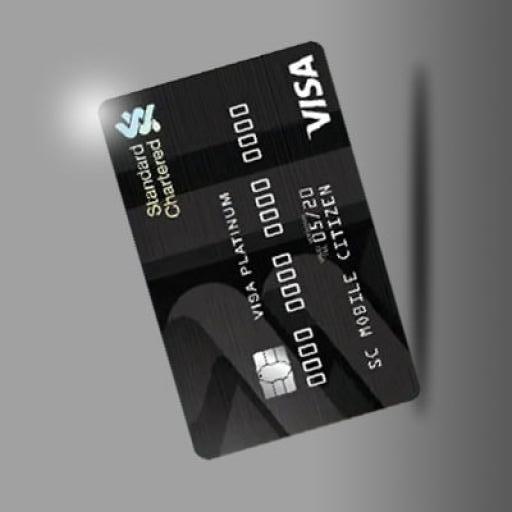 Standard
Chartered
VISA
VISA PLATINUM
0000 0000 0000 0000
05/20
SC MOBILE CITIZEN